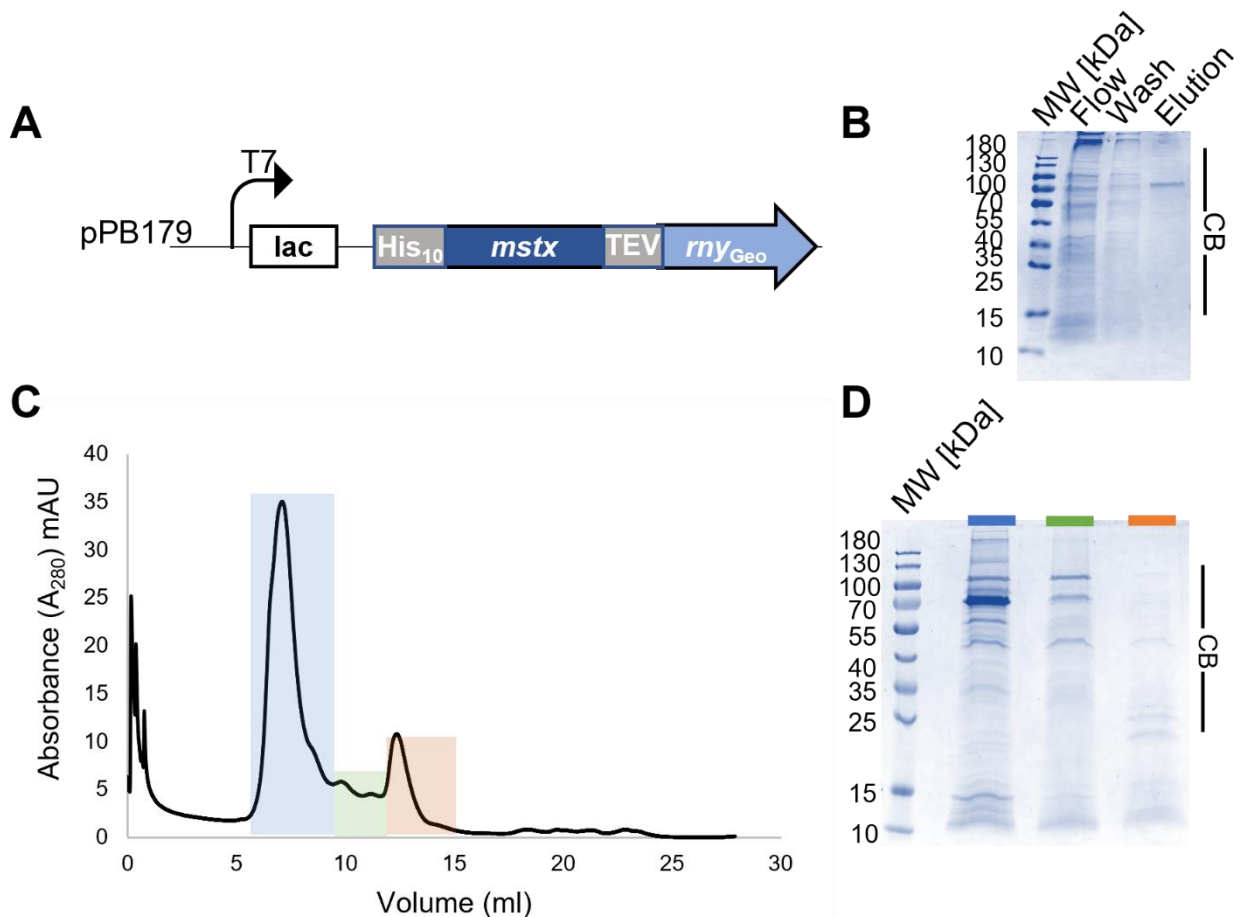 A
pPB179
T7
lac
His10
mstx
TEV
rnyGeo
B
MW [kDa]
Flow
Wash
Elution
180
130
100
70
55
40
35
25
15
10
CB
C
Absorbance (A280) mAU
40
35
30
25
20
15
10
5
0
0 5 10 15 20 25 30
Volume (ml)
D
MW [kDa]
180
130
100
70
55
40
35
25
15
10
CB